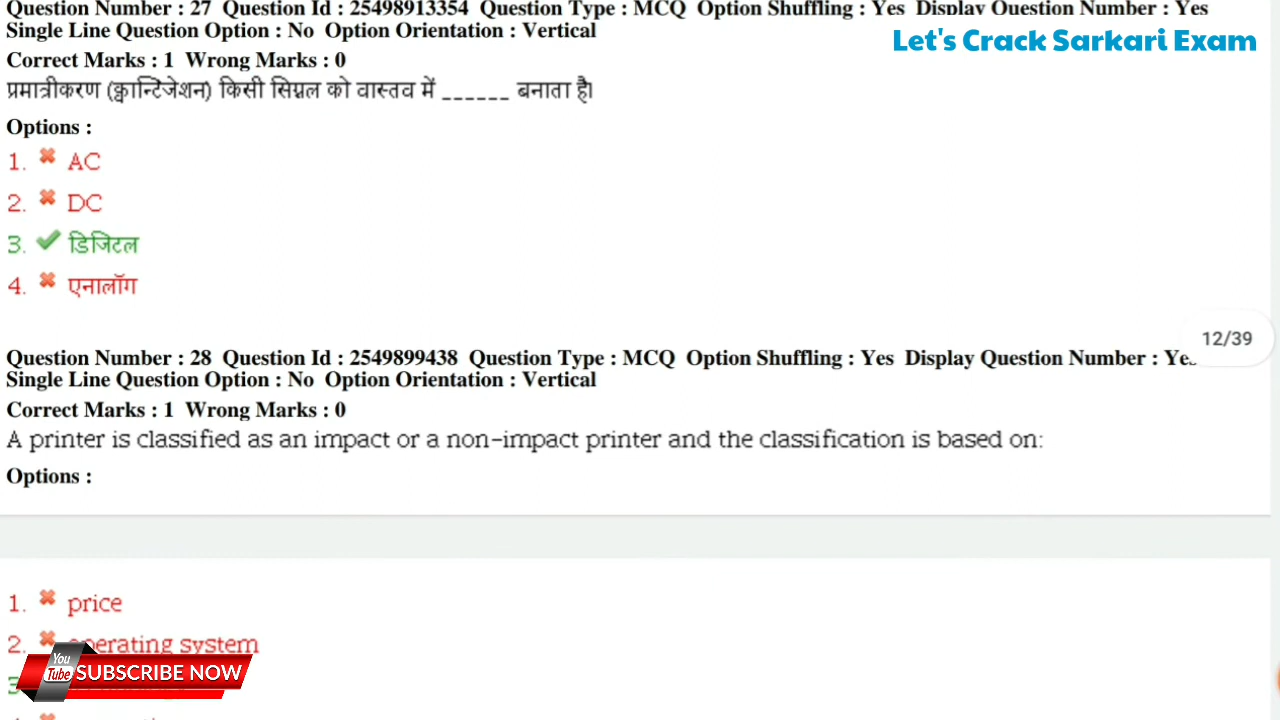 Question Number : 27 Question Id : 25498913354 Question Type : MCQ Option Shuffling : Yes Display Question Number : Yes
Single Line Question Option : No Option Orientation : Vertical
Let's Crack Sarkari Exam
Correct Marks : 1 Wrong Marks : 0
प्रमात्रीकरण (क्वान्टिजेशन) किसी सिग्नल को वास्तव में ______ बनाता है।
Options :
1. AC
2. DC
3. डिजिटल
4. एनालॉग
12/39
Question Number : 28 Question Id : 2549899438 Question Type : MCQ Option Shuffling : Yes Display Question Number : Yes
Single Line Question Option : No Option Orientation : Vertical
Correct Marks : 1 Wrong Marks : 0
A printer is classified as an impact or a non-impact printer and the classification is based on:
Options :
1. price
2. operating system
You Tube SUBSCRIBE NOW
3